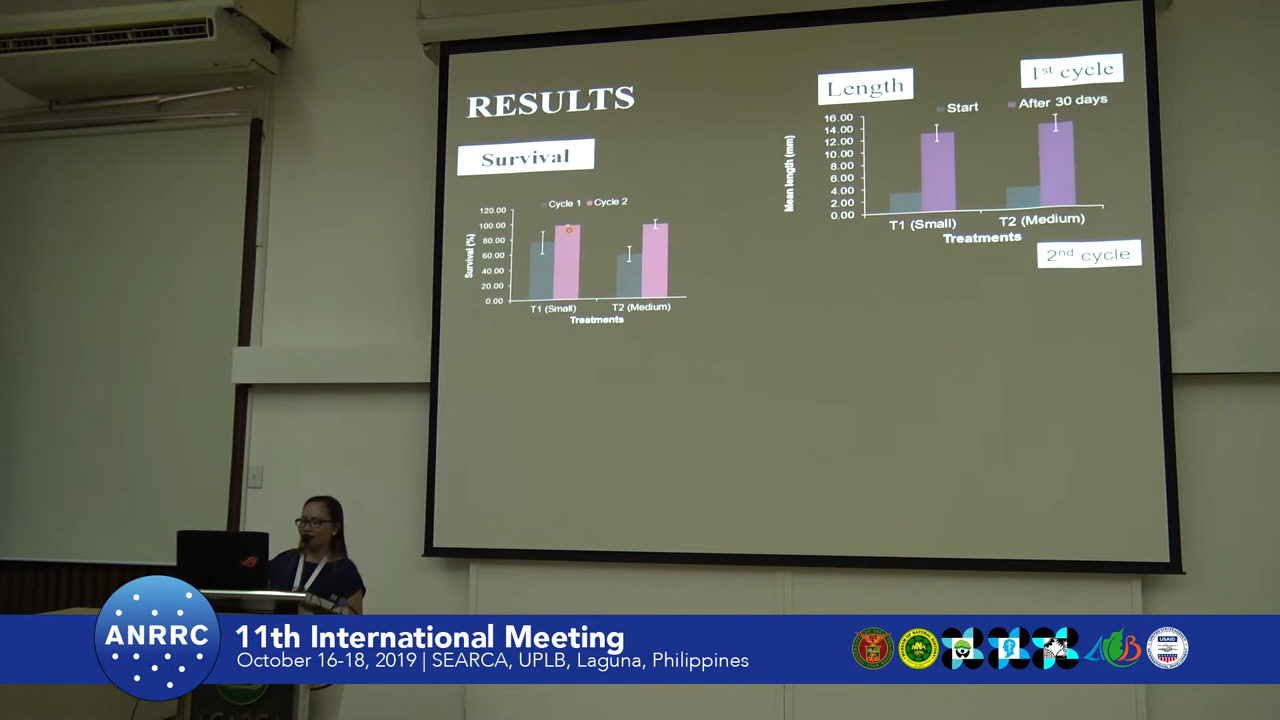 RESULTS
Survival
Cycle 1 Cycle 2
120.00
100.00
80.00
60.00
40.00
20.00
0.00
Survival (%)
T1 (Small) T2 (Medium)
Treatments
Length
1st cycle
Start After 30 days
16.00
14.00
12.00
10.00
8.00
6.00
4.00
2.00
0.00
Mean length (mm)
T1 (Small) T2 (Medium)
Treatments
2nd cycle
ANRRC
11th International Meeting
October 16-18, 2019 | SEARCA, UPLB, Laguna, Philippines
USAID